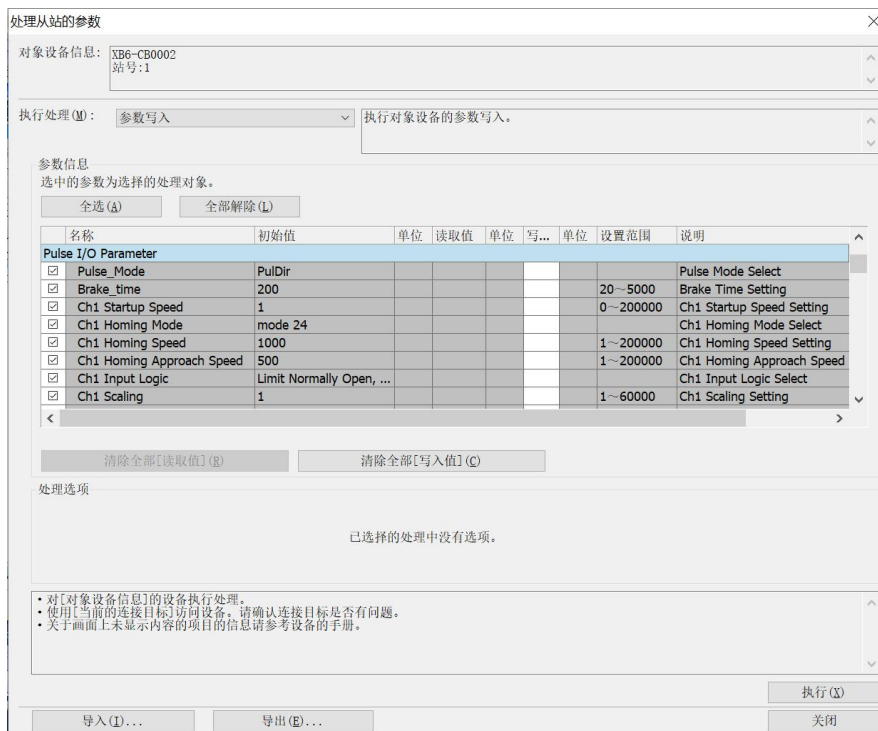 处理从站的参数
对象设备信息: XB6-CB0002
站号:1
执行处理(M): 参数写入 执行对象设备的参数写入。
参数信息
选中的参数为选择的处理对象。
全选(A) 全部解除(L)
名称 初始值 单位 读取值 单位 写... 单位 设置范围 说明
Pulse I/O Parameter
Pulse_Mode PulDir Pulse Mode Select
Brake_time 200 20～5000 Brake Time Setting
Ch1 Startup Speed 1 0～200000 Ch1 Startup Speed Setting
Ch1 Homing Mode mode 24 Ch1 Homing Mode Select
Ch1 Homing Speed 1000 1～200000 Ch1 Homing Speed Setting
Ch1 Homing Approach Speed 500 1～200000 Ch1 Homing Approach Speed
Ch1 Input Logic Limit Normally Open, ... Ch1 Input Logic Select
Ch1 Scaling 1 1～60000 Ch1 Scaling Setting
清除全部[读取值](R) 清除全部[写入值](C)
处理选项
已选择的处理中没有选项。
・对[对象设备信息]的设备执行处理。
・使用[当前的连接目标]访问设备。请确认连接目标是否有问题。
・关于画面上未显示内容的项目的信息请参考设备的手册。
执行(X)
导入(I)... 导出(E)... 关闭